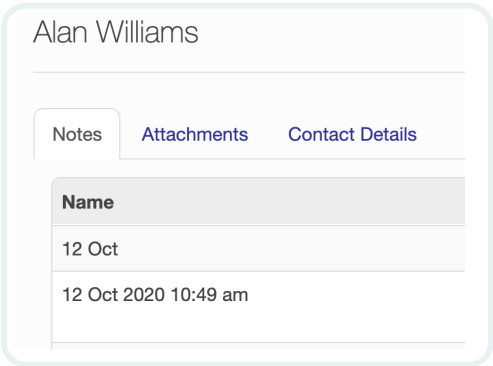 Alan Williams
Notes Attachments Contact Details
Name
12 Oct
12 Oct 2020 10:49 am